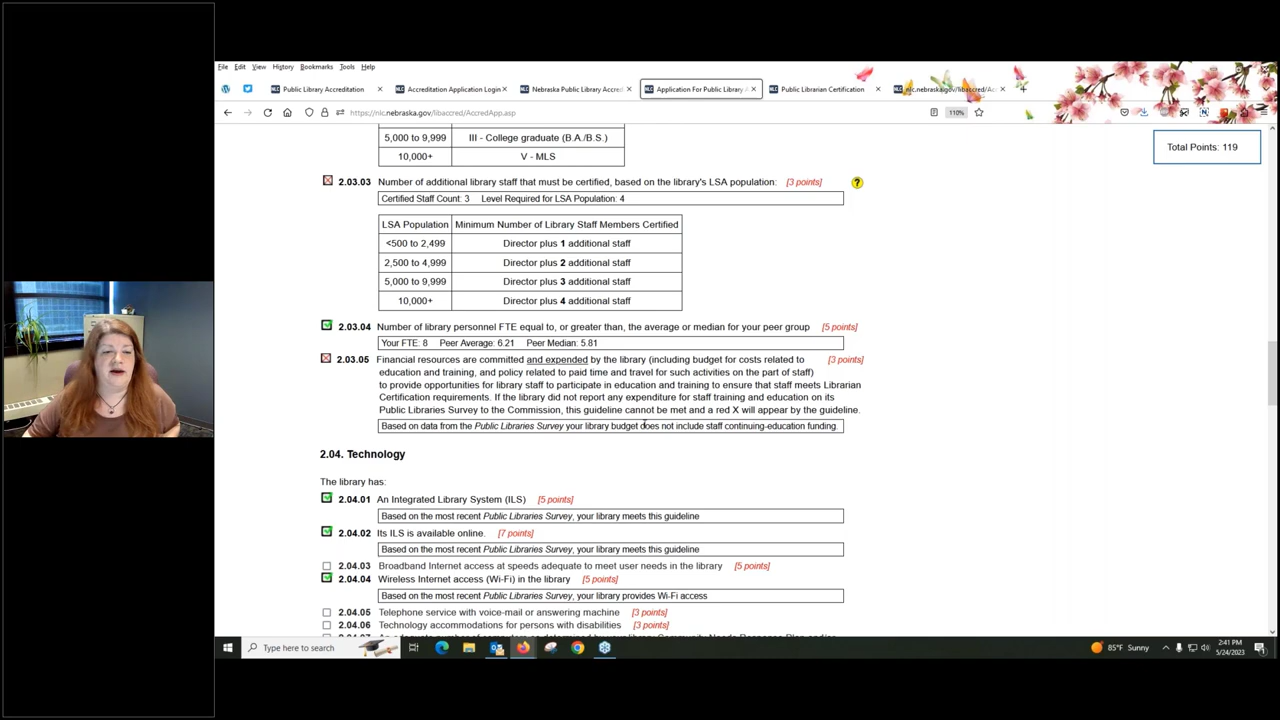 File Edit View History Bookmarks Tools Help
Public Library Accreditation
Accreditation Application Login
Nebraska Public Library Accred
Application For Public Library A
Public Librarian Certification
nlc.nebraska.gov/libaccred/Acc
https://nlc.nebraska.gov/libaccred/AccredApp.asp
110%
Total Points: 119
5,000 to 9,999 III - College graduate (B.A./B.S.)
10,000+ V - MLS
2.03.03 Number of additional library staff that must be certified, based on the library's LSA population: [3 points] ?
Certified Staff Count: 3 Level Required for LSA Population: 4
LSA Population Minimum Number of Library Staff Members Certified
<500 to 2,499 Director plus 1 additional staff
2,500 to 4,999 Director plus 2 additional staff
5,000 to 9,999 Director plus 3 additional staff
10,000+ Director plus 4 additional staff
2.03.04 Number of library personnel FTE equal to, or greater than, the average or median for your peer group [5 points]
Your FTE: 8 Peer Average: 6.21 Peer Median: 5.81
2.03.05 Financial resources are committed and expended by the library (including budget for costs related to [3 points]
education and training, and policy related to paid time and travel for such activities on the part of staff)
to provide opportunities for library staff to participate in education and training to ensure that staff meets Librarian
Certification requirements. If the library did not report any expenditure for staff training and education on its
Public Libraries Survey to the Commission, this guideline cannot be met and a red X will appear by the guideline.
Based on data from the Public Libraries Survey your library budget does not include staff continuing-education funding.
2.04. Technology
The library has:
2.04.01 An Integrated Library System (ILS) [5 points]
Based on the most recent Public Libraries Survey, your library meets this guideline
2.04.02 Its ILS is available online. [7 points]
Based on the most recent Public Libraries Survey, your library meets this guideline
2.04.03 Broadband Internet access at speeds adequate to meet user needs in the library [5 points]
2.04.04 Wireless Internet access (Wi-Fi) in the library [5 points]
Based on the most recent Public Libraries Survey, your library provides Wi-Fi access
2.04.05 Telephone service with voice-mail or answering machine [3 points]
2.04.06 Technology accommodations for persons with disabilities [3 points]
Type here to search
85°F Sunny
2:41 PM
5/24/2023